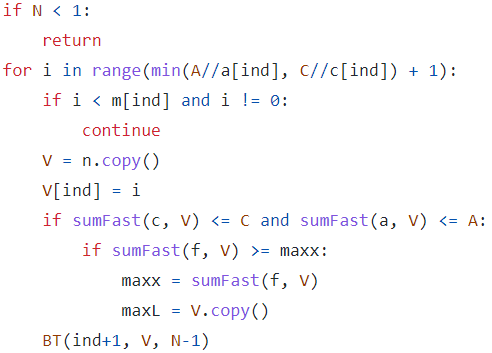 if N < 1:
    return
for i in range(min(A//a[ind], C//c[ind]) + 1):
    if i < m[ind] and i != 0:
        continue
    V = n.copy()
    V[ind] = i
    if sumFast(c, V) <= C and sumFast(a, V) <= A:
        if sumFast(f, V) >= maxx:
            maxx = sumFast(f, V)
            maxL = V.copy()
    BT(ind+1, V, N-1)